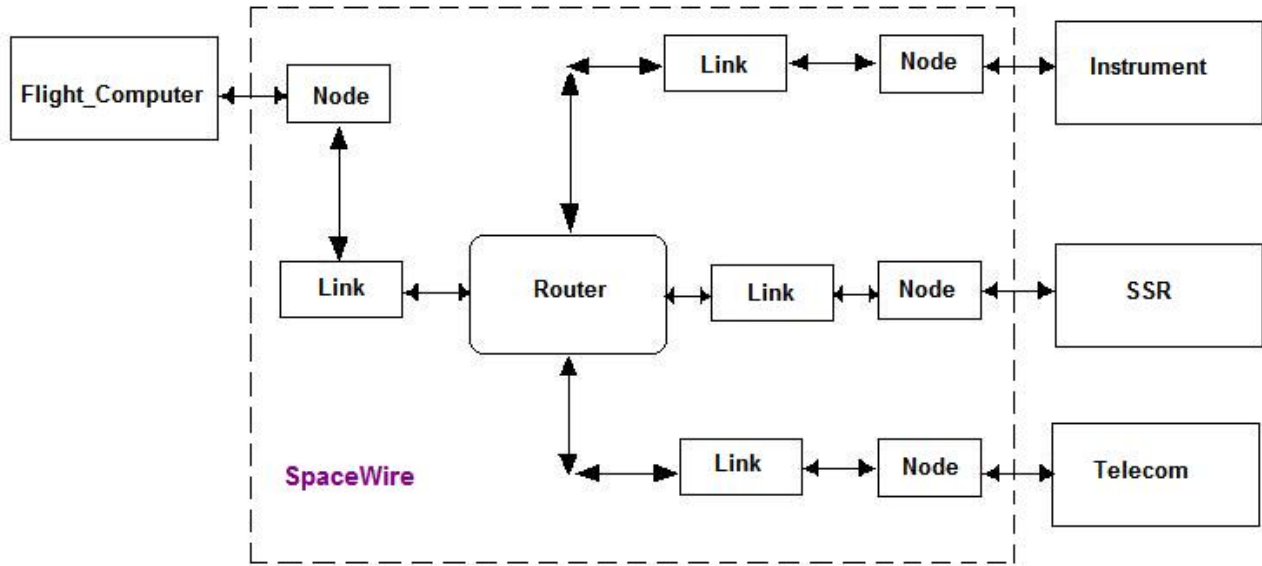 Flight_Computer
Node
Link
Router
Link
Node
Instrument
Link
Node
SSR
Link
Node
Telecom
SpaceWire